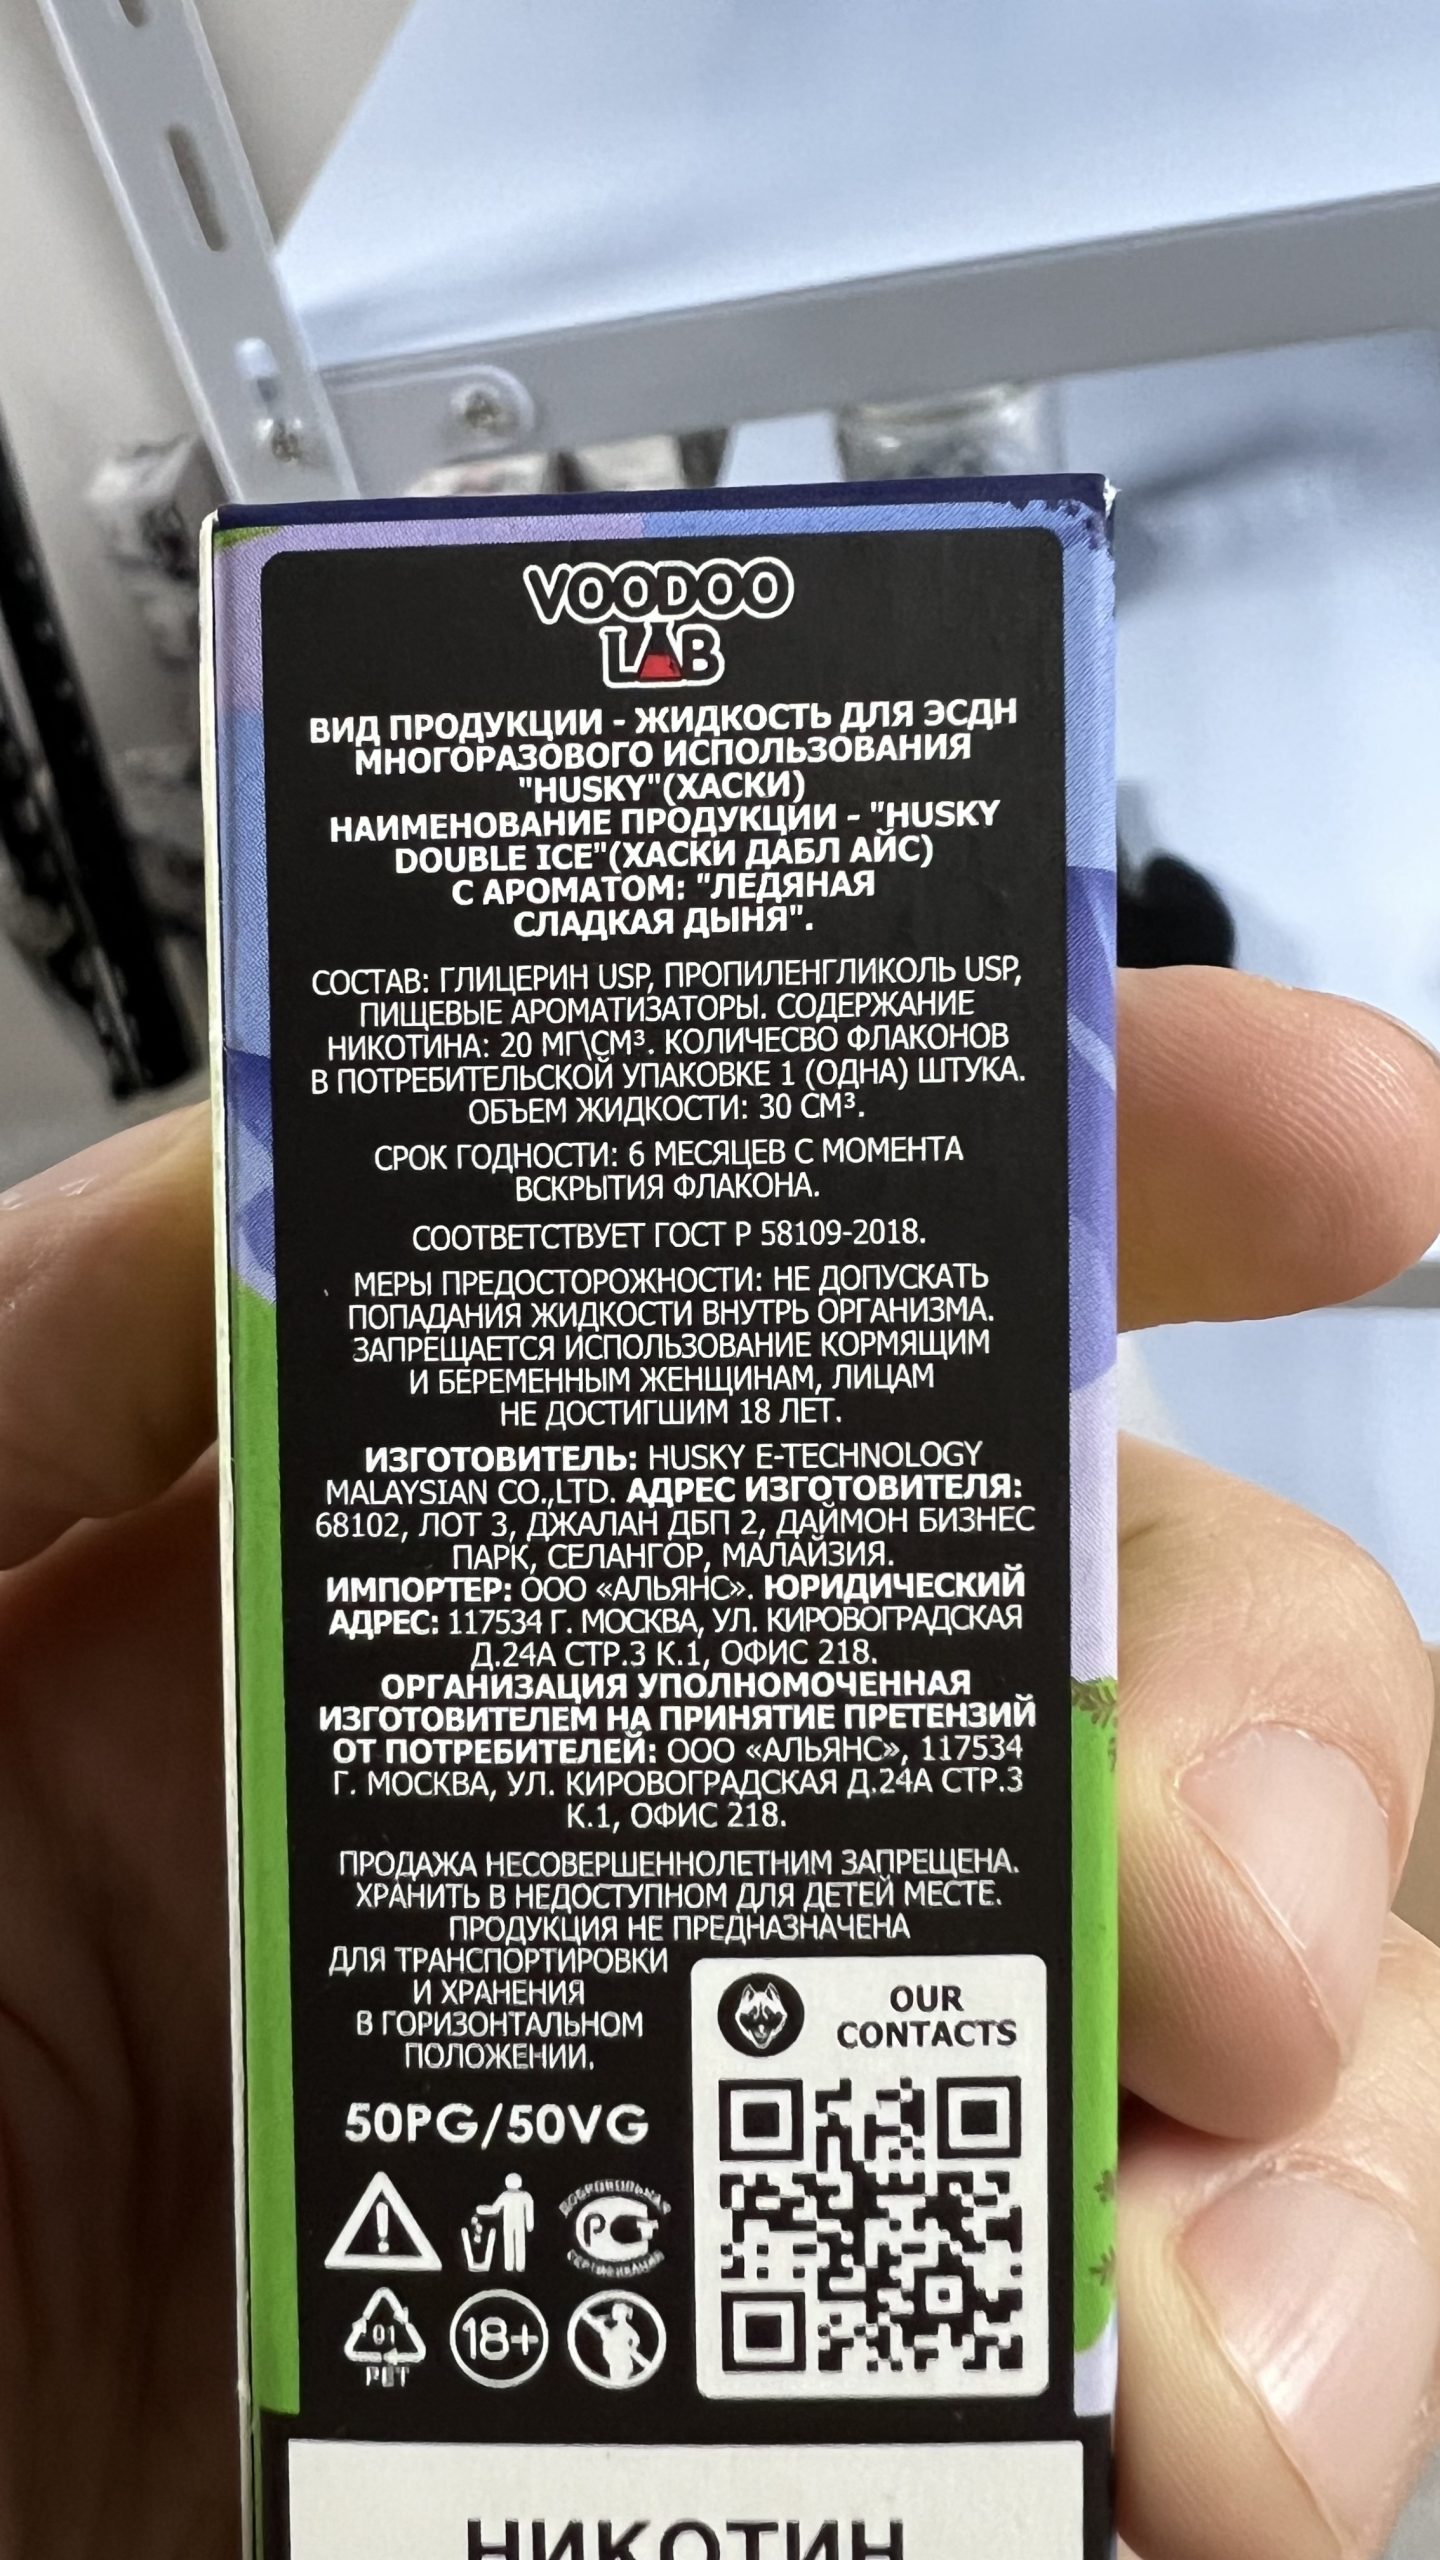 VOODOO
LAB
ВИД ПРОДУКЦИИ - ЖИДКОСТЬ ДЛЯ ЭСДН
МНОГОРАЗОВОГО ИСПОЛЬЗОВАНИЯ
"HUSKY"(ХАСКИ)
НАИМЕНОВАНИЕ ПРОДУКЦИИ - "HUSKY
DOUBLE ICE"(ХАСКИ ДАБЛ АЙС)
С АРОМАТОМ: "ЛЕДЯНАЯ
СЛАДКАЯ ДЫНЯ".
СОСТАВ: ГЛИЦЕРИН USP, ПРОПИЛЕНГЛИКОЛЬ USP,
ПИЩЕВЫЕ АРОМАТИЗАТОРЫ. СОДЕРЖАНИЕ
НИКОТИНА: 20 МГ\СМ³. КОЛИЧЕСВО ФЛАКОНОВ
В ПОТРЕБИТЕЛЬСКОЙ УПАКОВКЕ 1 (ОДНА) ШТУКА.
ОБЪЕМ ЖИДКОСТИ: 30 СМ³.
СРОК ГОДНОСТИ: 6 МЕСЯЦЕВ С МОМЕНТА
ВСКРЫТИЯ ФЛАКОНА.
СООТВЕТСТВУЕТ ГОСТ Р 58109-2018.
МЕРЫ ПРЕДОСТОРОЖНОСТИ: НЕ ДОПУСКАТЬ
ПОПАДАНИЯ ЖИДКОСТИ ВНУТРЬ ОРГАНИЗМА.
ЗАПРЕЩАЕТСЯ ИСПОЛЬЗОВАНИЕ КОРМЯЩИМ
И БЕРЕМЕННЫМ ЖЕНЩИНАМ, ЛИЦАМ
НЕ ДОСТИГШИМ 18 ЛЕТ.
ИЗГОТОВИТЕЛЬ: HUSKY E-TECHNOLOGY
MALAYSIAN CO.,LTD. АДРЕС ИЗГОТОВИТЕЛЯ:
68102, ЛОТ 3, ДЖАЛАН ДБП 2, ДАЙМОН БИЗНЕС
ПАРК, СЕЛАНГОР, МАЛАЙЗИЯ.
ИМПОРТЕР: ООО «АЛЬЯНС». ЮРИДИЧЕСКИЙ
АДРЕС: 117534 Г. МОСКВА, УЛ. КИРОВОГРАДСКАЯ
Д.24А СТР.3 К.1, ОФИС 218.
ОРГАНИЗАЦИЯ УПОЛНОМОЧЕННАЯ
ИЗГОТОВИТЕЛЕМ НА ПРИНЯТИЕ ПРЕТЕНЗИЙ
ОТ ПОТРЕБИТЕЛЕЙ: ООО «АЛЬЯНС», 117534
Г. МОСКВА, УЛ. КИРОВОГРАДСКАЯ Д.24А СТР.3
К.1, ОФИС 218.
ПРОДАЖА НЕСОВЕРШЕННОЛЕТНИМ ЗАПРЕЩЕНА.
ХРАНИТЬ В НЕДОСТУПНОМ ДЛЯ ДЕТЕЙ МЕСТЕ.
ПРОДУКЦИЯ НЕ ПРЕДНАЗНАЧЕНА
ДЛЯ ТРАНСПОРТИРОВКИ
И ХРАНЕНИЯ
В ГОРИЗОНТАЛЬНОМ
ПОЛОЖЕНИИ.
OUR
CONTACTS
50PG/50VG
ДОБРОВОЛЬНАЯ
РСТ
СЕРТИФИКАЦИЯ
01
PET
18+
НИКОТИН